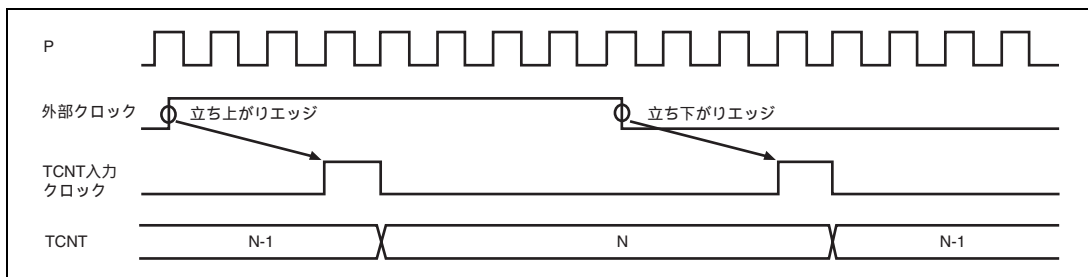 P
外部クロック
立ち上がりエッジ
立ち下がりエッジ
TCNT入力
クロック
TCNT
N-1
N
N-1